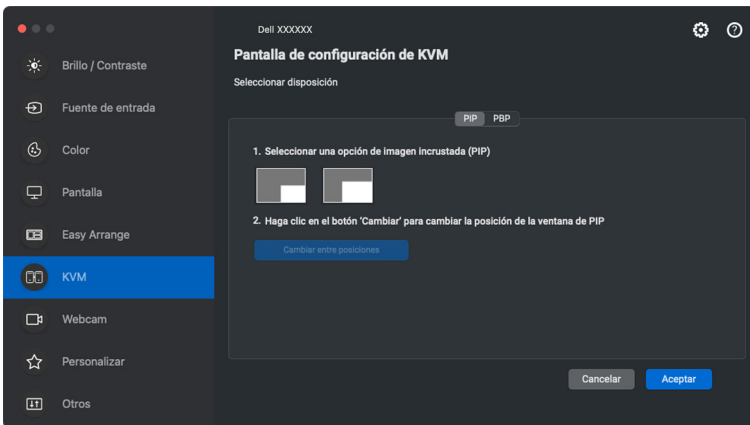 Dell XXXXXX
Pantalla de configuración de KVM
Seleccionar disposición
Brillo / Contraste
Fuente de entrada
Color
Pantalla
Easy Arrange
KVM
Webcam
Personalizar
Otros
PIP PBP
1. Seleccionar una opción de imagen incrustada (PIP)
2. Haga clic en el botón ‘Cambiar’ para cambiar la posición de la ventana de PIP
Cambiar entre posiciones
Cancelar Aceptar